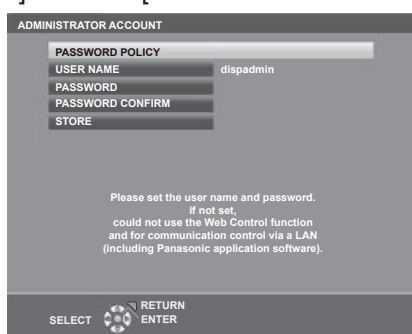 ADMINISTRATOR ACCOUNT
PASSWORD POLICY
USER NAME dispadmin
PASSWORD
PASSWORD CONFIRM
STORE
Please set the user name and password.
if not set,
could not use the Web Control function
and for communication control via a LAN
(including Panasonic application software).
RETURN
SELECT ENTER